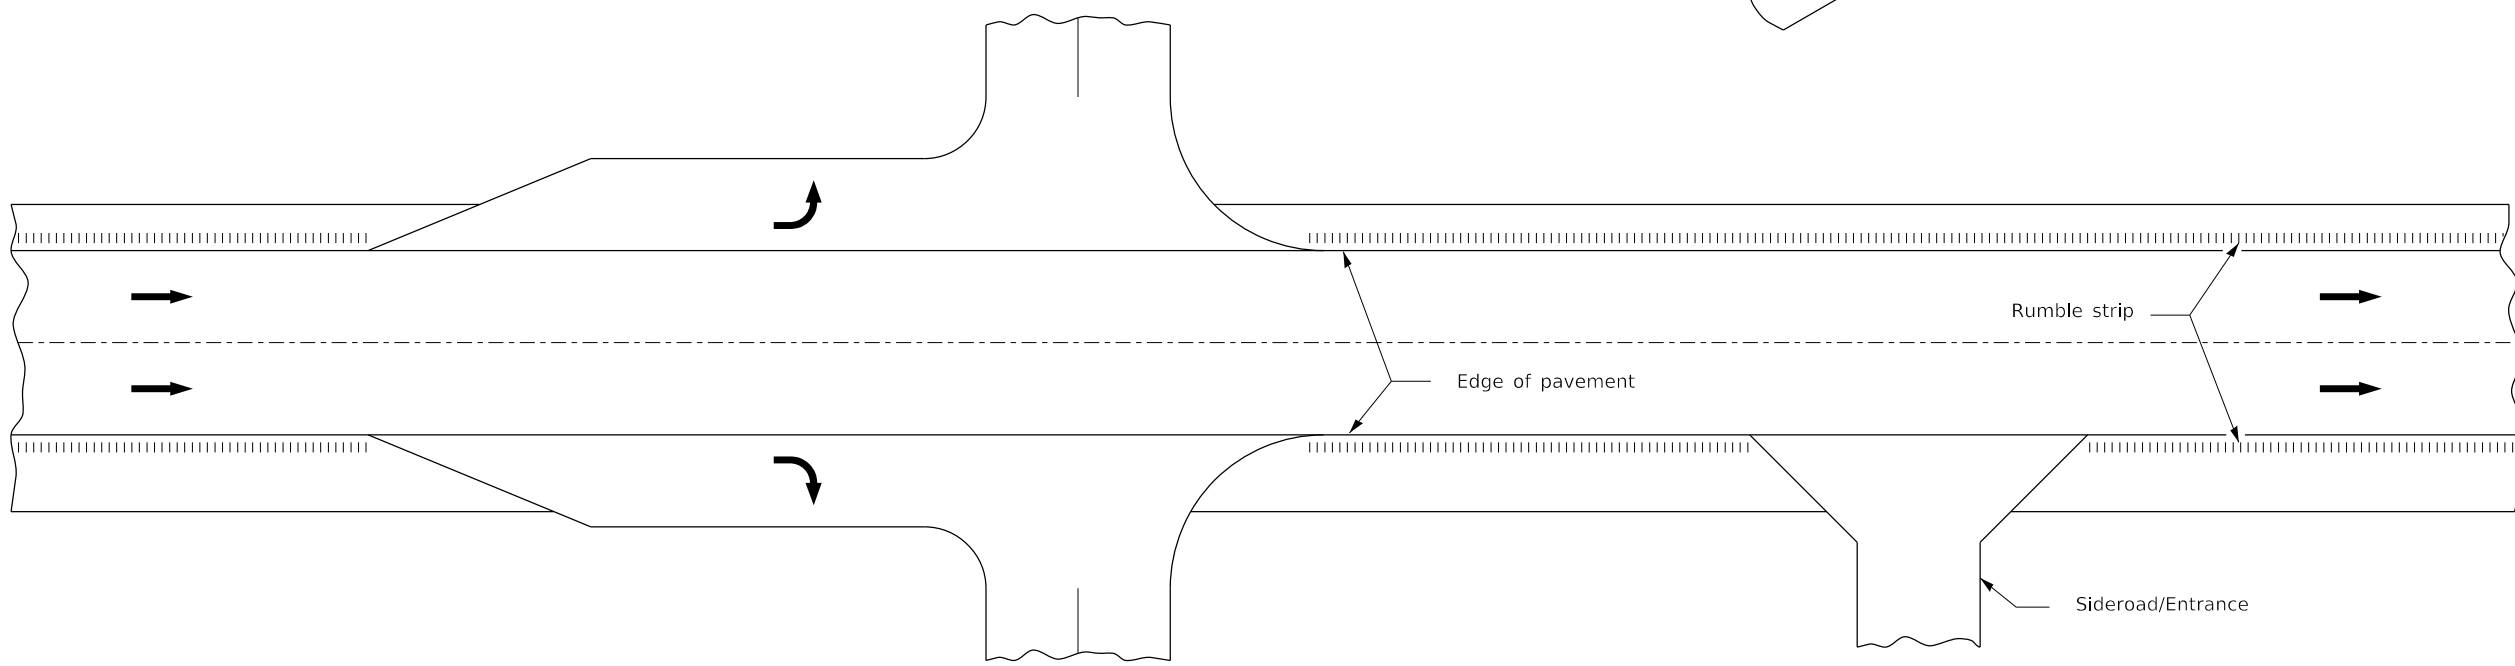 Rumble strip
Edge of pavement
Sideroad/Entrance